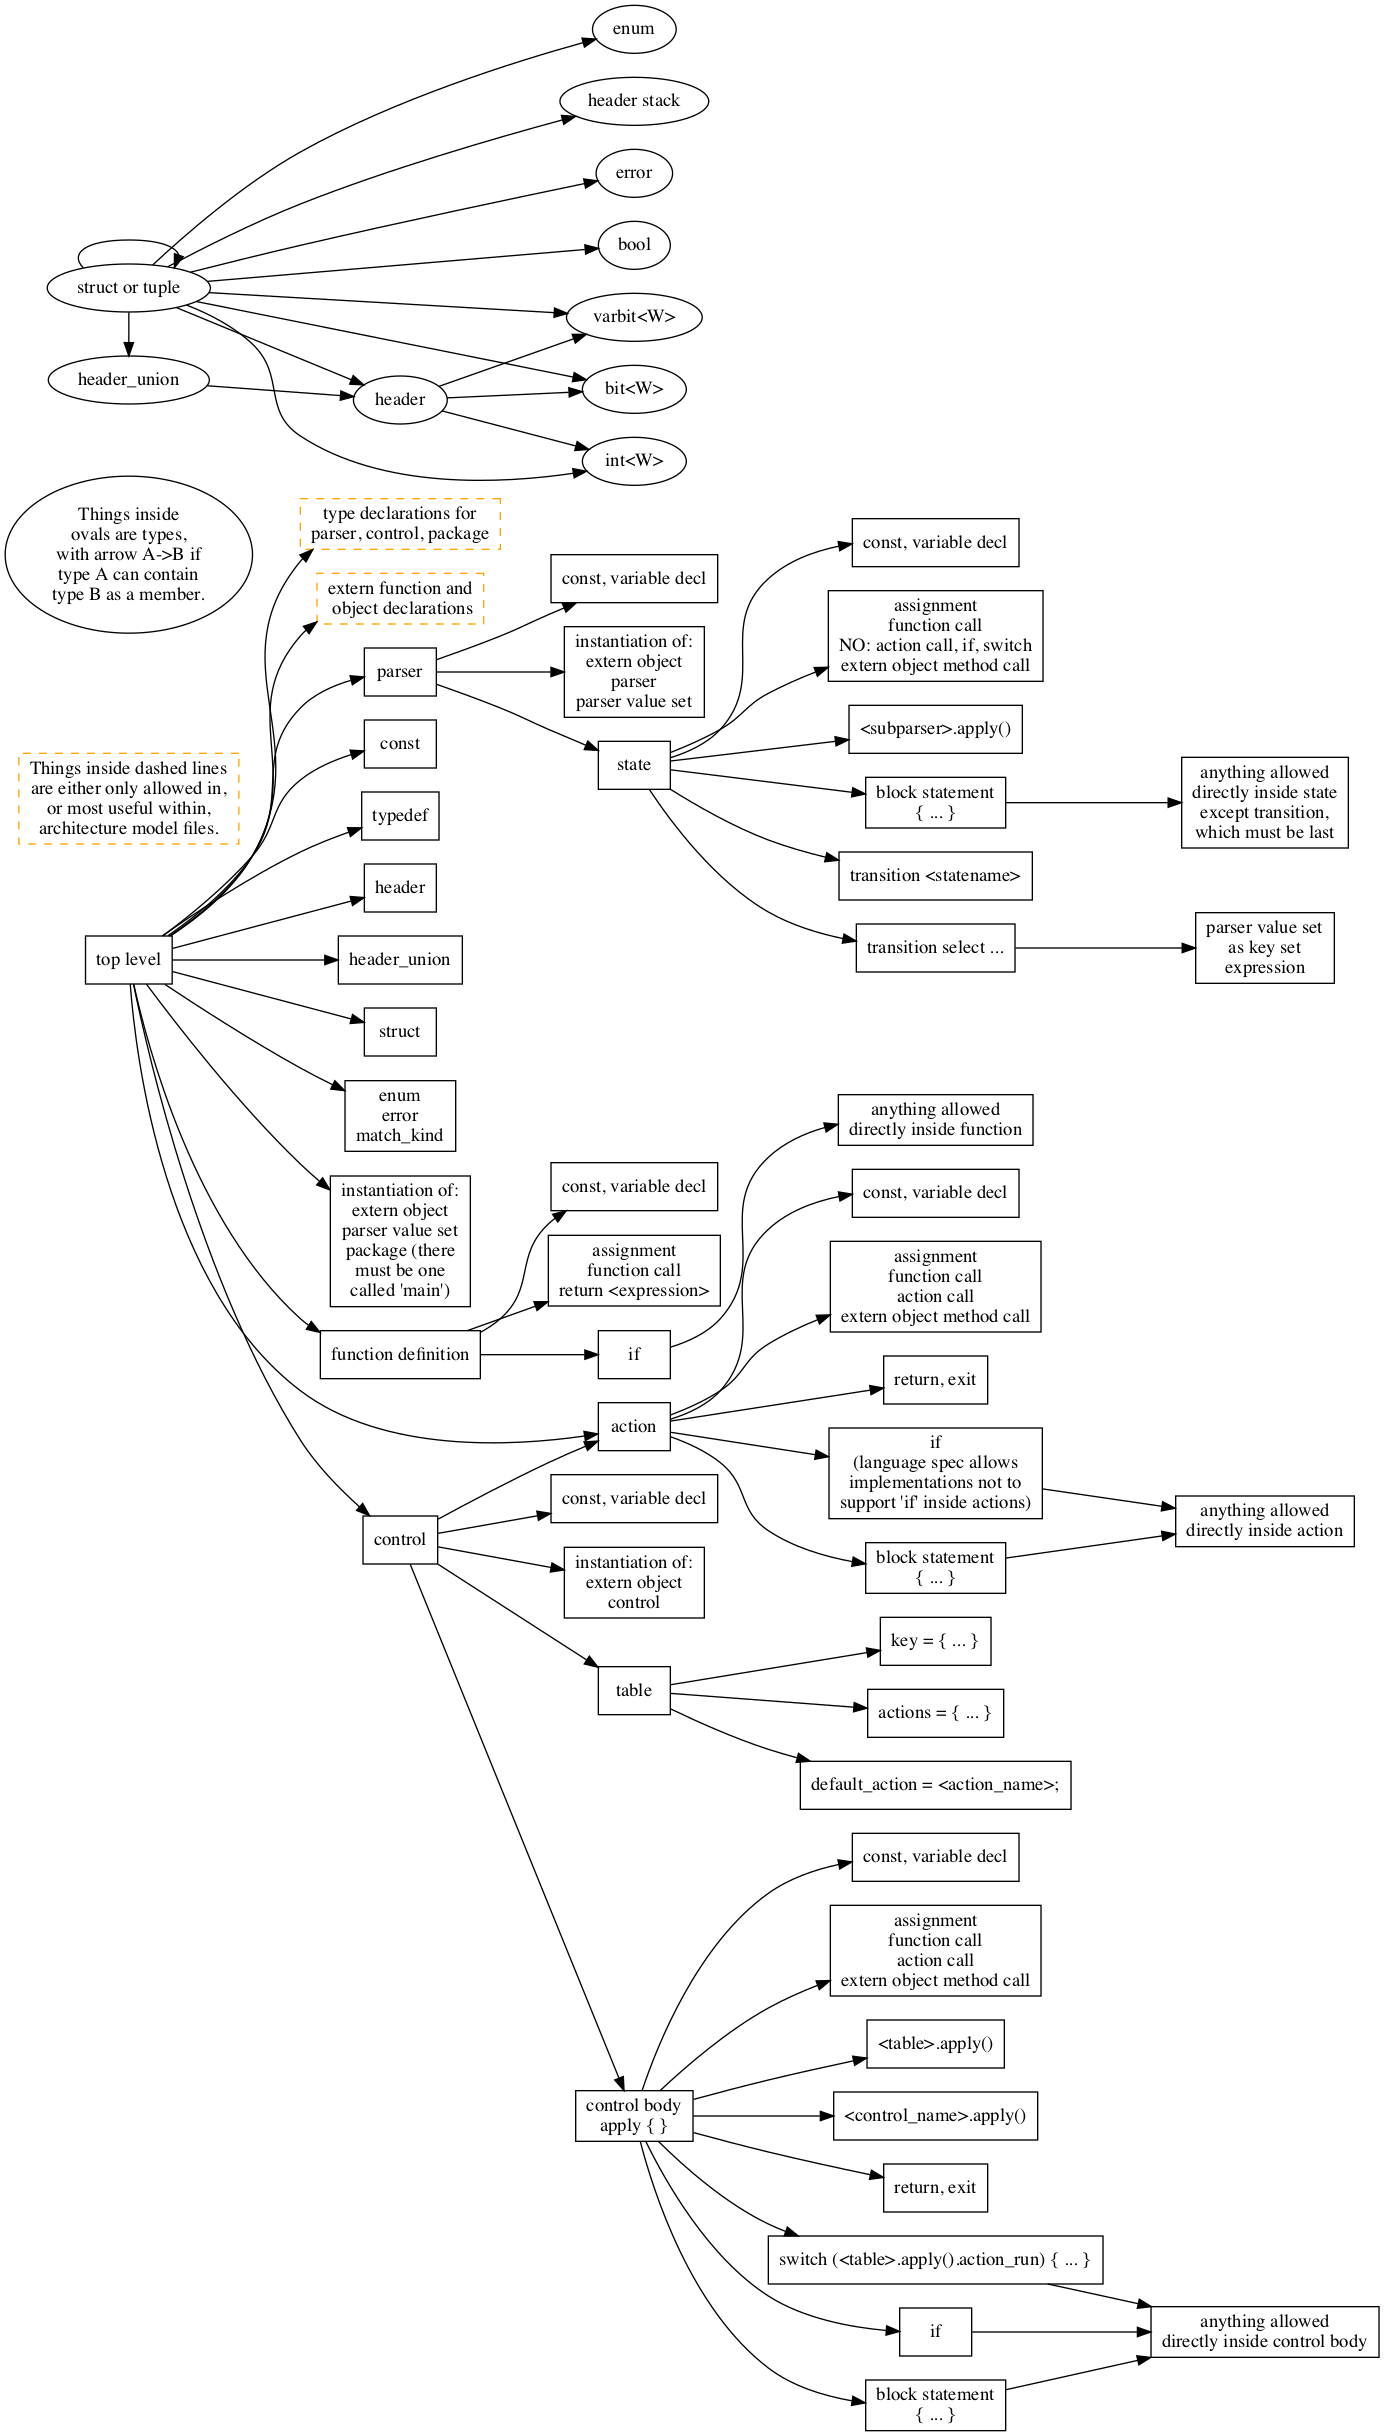 enum
header stack
error
bool
struct or tuple
varbit<W>
header_union
bit<W>
header
int<W>
Things inside
ovals are types,
with arrow A->B if
type A can contain
type B as a member.
type declarations for
parser, control, package
extern function and
object declarations
const, variable decl
const, variable decl
parser
instantiation of:
extern object
parser
parser value set
assignment
function call
NO: action call, if, switch
extern object method call
const
<subparser>.apply()
state
Things inside dashed lines
are either only allowed in,
or most useful within,
architecture model files.
typedef
block statement
{ ... }
anything allowed
directly inside state
except transition,
which must be last
header
transition <statename>
top level
header_union
transition select ...
parser value set
as key set
expression
struct
enum
error
match_kind
anything allowed
directly inside function
instantiation of:
extern object
parser value set
package (there
must be one
called 'main')
const, variable decl
const, variable decl
assignment
function call
return <expression>
assignment
function call
action call
extern object method call
function definition
if
return, exit
action
if
(language spec allows
implementations not to
support 'if' inside actions)
const, variable decl
anything allowed
directly inside action
control
instantiation of:
extern object
control
block statement
{ ... }
key = { ... }
table
actions = { ... }
default_action = <action_name>;
const, variable decl
assignment
function call
action call
extern object method call
<table>.apply()
control body
apply { }
<control_name>.apply()
return, exit
switch (<table>.apply().action_run) { ... }
if
anything allowed
directly inside control body
block statement
{ ... }